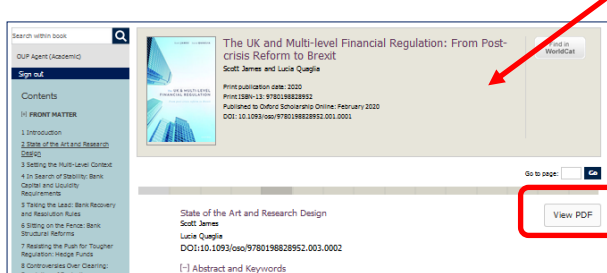 Search within book
OUP Agent (Academic)
Sign out
Contents
[-] FRONT MATTER
1 Introduction
2 State of the Art and Research
Design
3 Setting the Multi-Level Context
4 In Search of Stability: Bank
Capital and Liquidity
Requirements
5 Taking the Lead: Bank Recovery
and Resolution Rules
6 Sitting on the Fence: Bank
Structural Reforms
7 Resisting the Push for Tougher
Regulation: Hedge Funds
8 Controversies Over Clearing:
THE UK & MULTI-LEVEL
FINANCIAL REGULATION
The UK and Multi-level Financial Regulation: From Post-
crisis Reform to Brexit
Scott James and Lucia Quaglia
Print publication date: 2020
Print ISBN-13: 9780198828952
Published to Oxford Scholarship Online: February 2020
DOI: 10.1093/oso/9780198828952.001.0001
Find in
WorldCat
Go to page:
Go
State of the Art and Research Design
Scott James
Lucia Quaglia
DOI:10.1093/oso/9780198828952.003.0002
[-] Abstract and Keywords
View PDF